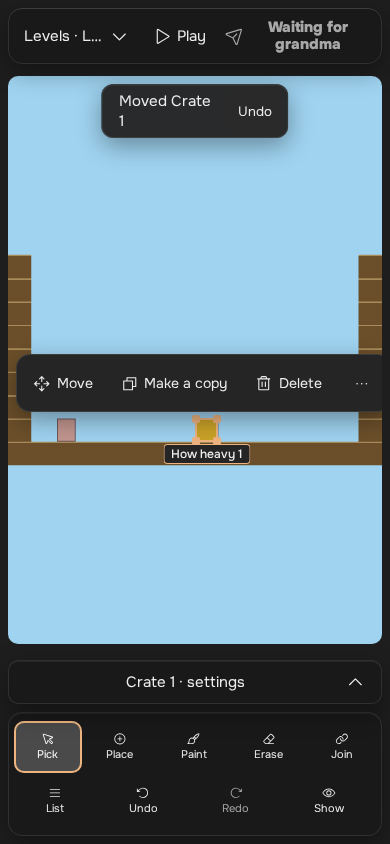 Levels · L...
Play
Waiting for
grandma
Moved Crate
1
Undo
Move
Make a copy
Delete
...
How heavy 1
Crate 1 · settings
Pick
Place
Paint
Erase
Join
List
Undo
Redo
Show